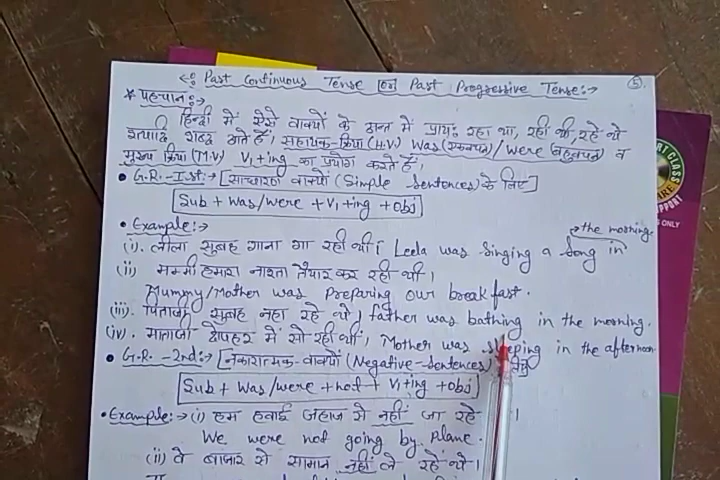 Past Continuous Tense (or) Past Progressive Tense:→ (5).
* पहचान:→
हिन्दी में ऐसे वाक्यों के अन्त में प्रायः रहा था, रही थी, रहे थे
इत्यादि शब्द आते हैं, सहायक-क्रिया (H.V) Was (एकवचन)/were (बहुवचन) व
मुख्य क्रिया (M.V) V₁+ing का प्रयोग करते हैं,
• G.R.-Ist:→ [साधारण वाक्यों (Simple Sentences) के लिए]
Sub + was/were + V₁+ing + obj
• Example:→
(i). लीला सुबह गाना गा रही थी। Leela was singing a song in the morning.
(ii) मम्मी हमारा नाश्ता तैयार कर रही थी।
Mummy/Mother was preparing our breakfast.
(iii). पिताजी सुबह नहा रहे थे। father was bathing in the morning.
(iv). माताजी दोपहर में सो रही थीं, Mother was sleeping in the afternoon
• G.R.-2nd:→ [नकारात्मक-वाक्यों (Negative-Sentences)
Sub + was/were + not + V₁+ing + obj
• Example:→ (i) हम हवाई जहाज से नहीं जा रहे
We were not going by plane.
(ii) वे बाजार से सामान नहीं ले रहे थे।
CLASS
SUPPORT
ONLY